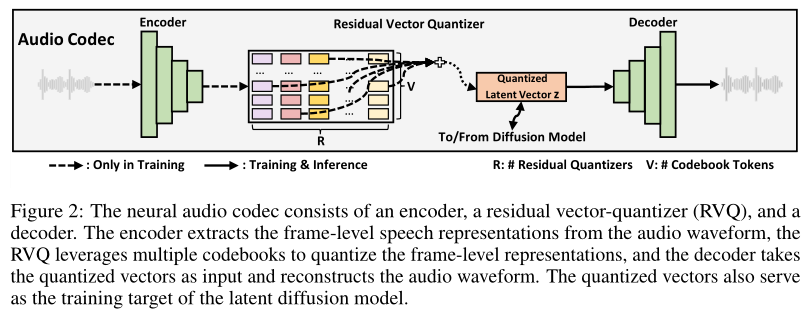 Encoder
Residual Vector Quantizer
Decoder
Audio Codec
...
...
...
...
V
R
Quantized
Latent Vector z
To/From Diffusion Model
: Only in Training
: Training & Inference
R: # Residual Quantizers
V: # Codebook Tokens
Figure 2: The neural audio codec consists of an encoder, a residual vector-quantizer (RVQ), and a
decoder. The encoder extracts the frame-level speech representations from the audio waveform, the
RVQ leverages multiple codebooks to quantize the frame-level representations, and the decoder takes
the quantized vectors as input and reconstructs the audio waveform. The quantized vectors also serve
as the training target of the latent diffusion model.